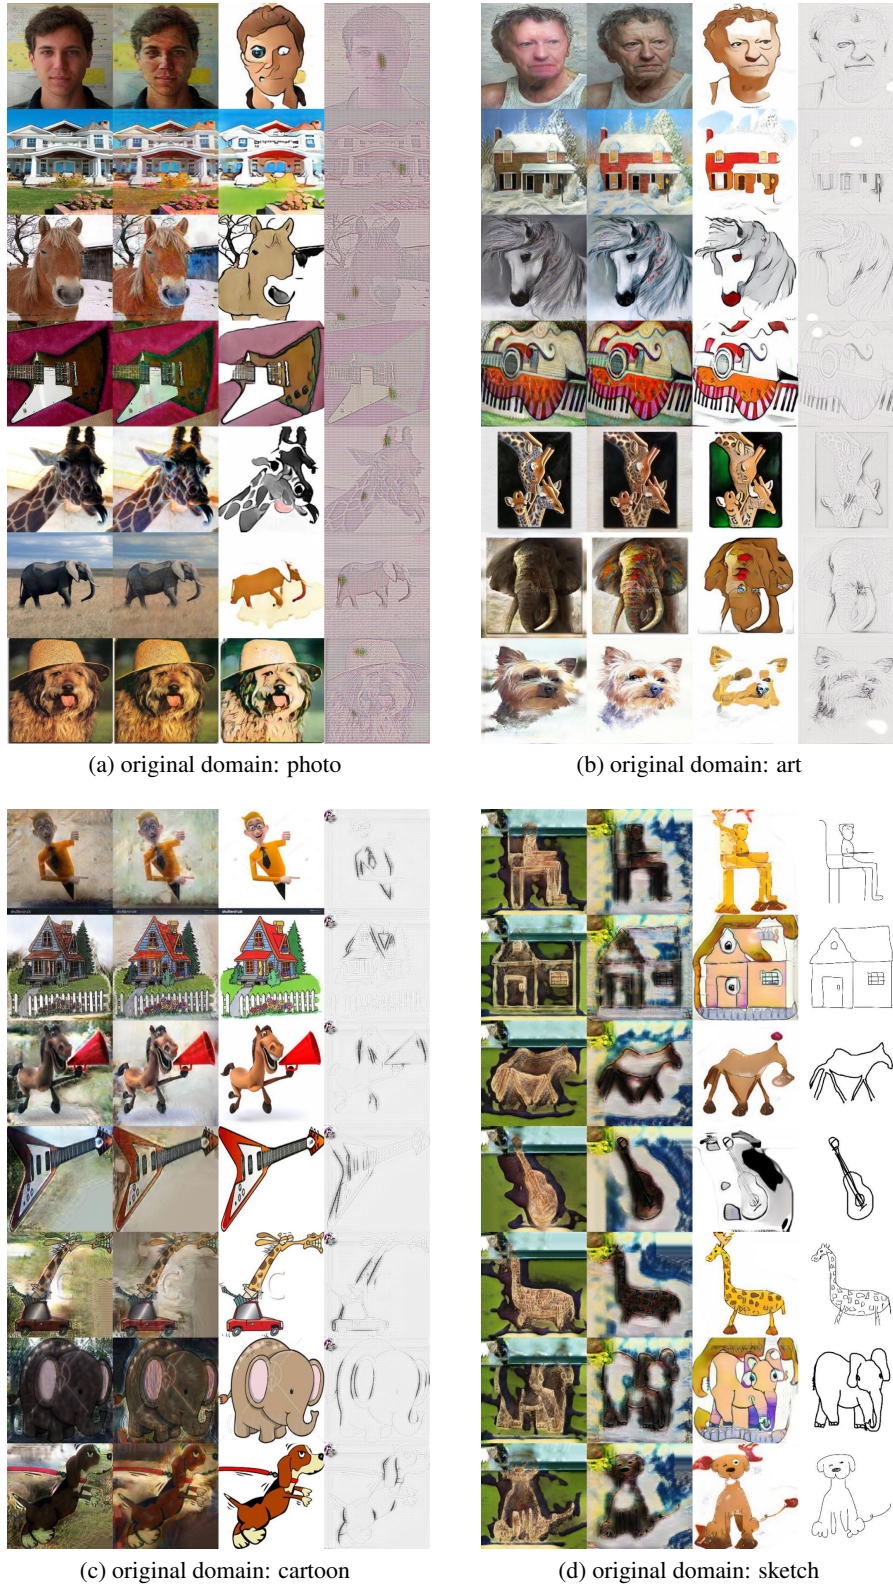 (a) original domain: photo
(b) original domain: art
(c) original domain: cartoon
(d) original domain: sketch